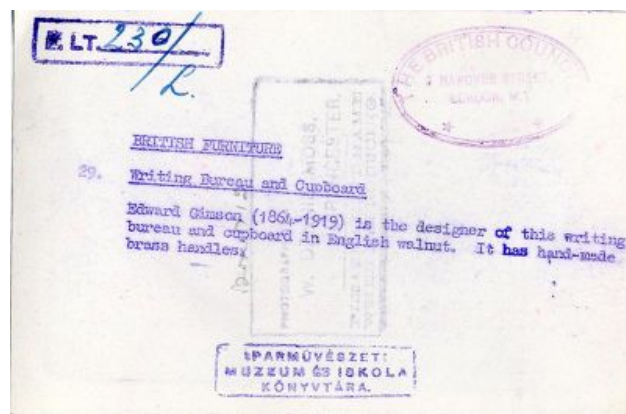 LT. 230/L.
THE BRITISH COUNCIL
3 HANOVER STREET,
LONDON, W.1
BRITISH FURNITURE
29. Writing Bureau and Cupboard
Edward Gimson (1864-1919) is the designer of this writing
bureau and cupboard in English walnut. It has hand-made
brass handles.
IPARMŰVÉSZETI
MÚZEUM ÉS ISKOLA
KÖNYVTÁRA.